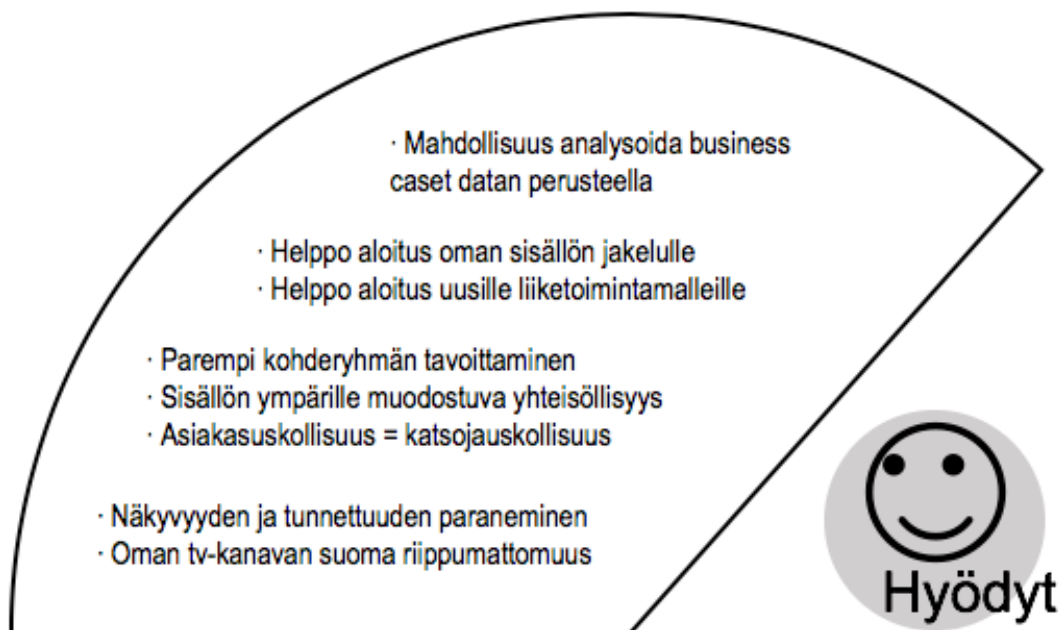 · Mahdollisuus analysoida business
caset datan perusteella
· Helppo aloitus oman sisällön jakelulle
· Helppo aloitus uusille liiketoimintamalleille
· Parempi kohderyhmän tavoittaminen
· Sisällön ympärille muodostuva yhteisöllisyys
· Asiakasuskollisuus = katsojauskollisuus
· Näkyvyyden ja tunnettuuden paraneminen
· Oman tv-kanavan suoma riippumattomuus
Hyödyt